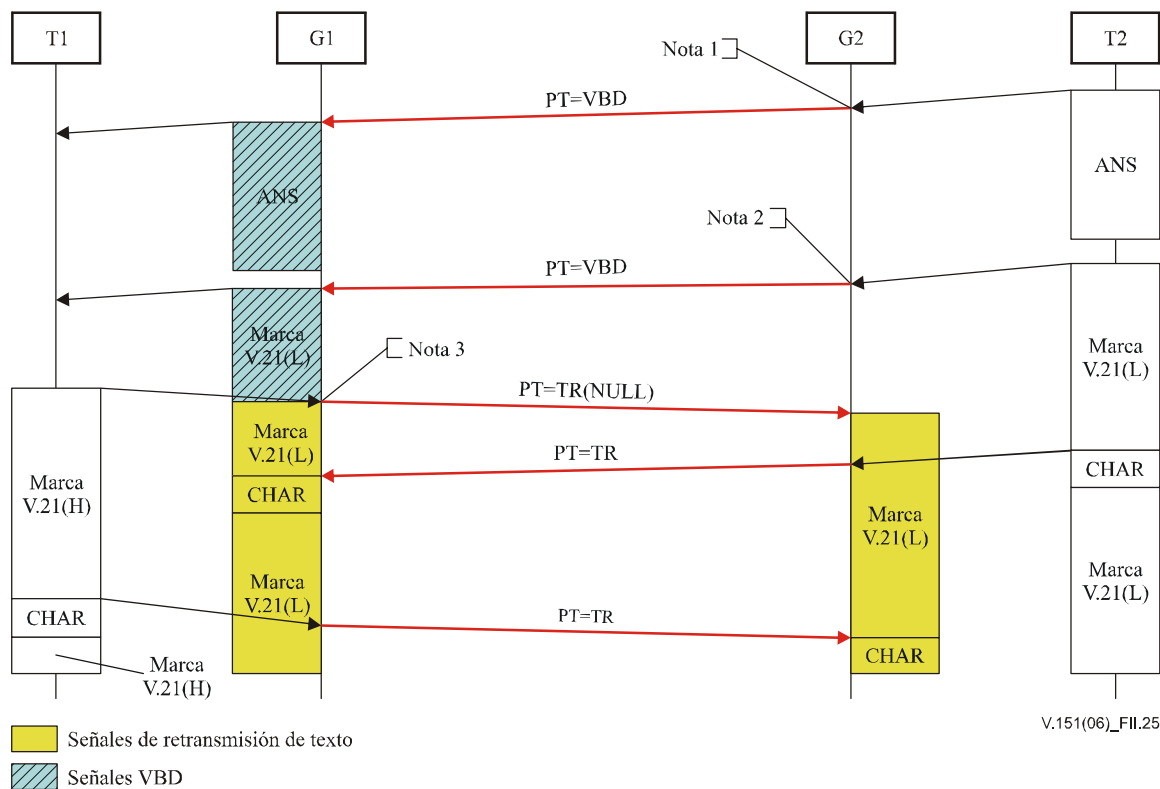 T1
G1
G2
T2
Nota 1
PT=VBD
ANS
ANS
Nota 2
PT=VBD
Marca
V.21(L)
Marca
V.21(L)
Nota 3
PT=TR(NULL)
Marca
V.21(L)
PT=TR
CHAR
CHAR
Marca
V.21(H)
Marca
V.21(L)
Marca
V.21(L)
Marca
V.21(L)
CHAR
PT=TR
CHAR
Marca
V.21(H)
V.151(06)_FII.25
Señales de retransmisión de texto
Señales VBD